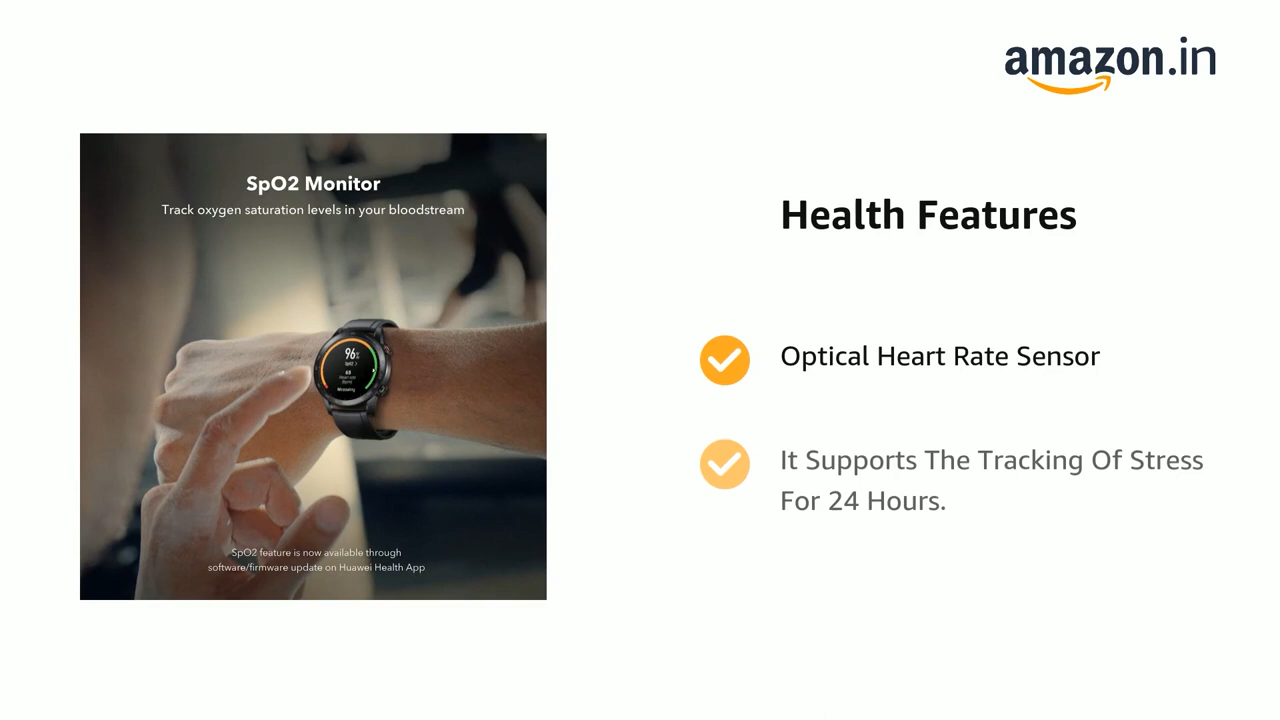 amazon.in
SpO2 Monitor
Track oxygen saturation levels in your bloodstream
96%
SpO2 feature is now available through
software/firmware update on Huawei Health App
Health Features
Optical Heart Rate Sensor
It Supports The Tracking Of Stress
For 24 Hours.